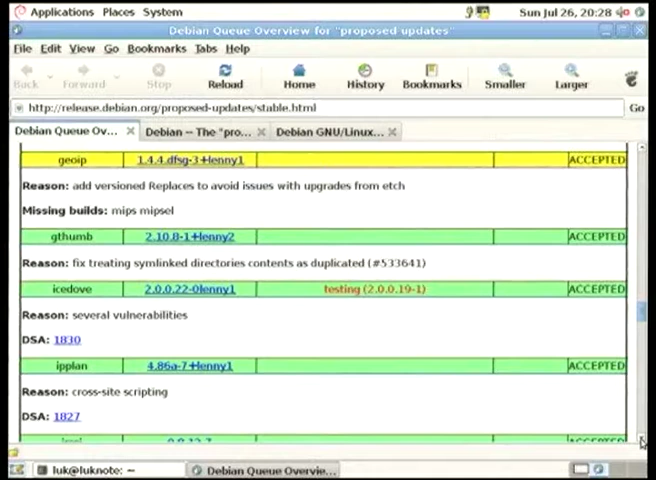 Applications Places System
Sun Jul 26, 20:28
Debian Queue Overview for "proposed updates"
File Edit View Go Bookmarks Tabs Help
Back Forward Stop Reload Home History Bookmarks Smaller Larger
http://release.debian.org/proposed-updates/stable.html Go
Debian Queue Ov... Debian -- The "pro... Debian GNU/Linux...
geoip 1.4.4.dfsg-3+lenny1 ACCEPTED
Reason: add versioned Replaces to avoid issues with upgrades from etch
Missing builds: mips mipsel
gthumb 2.10.8-1+lenny2 ACCEPTED
Reason: fix treating symlinked directories contents as duplicated (#533641)
icedove 2.0.0.22-0lenny1 testing (2.0.0.19-1) ACCEPTED
Reason: several vulnerabilities
DSA: 1830
ipplan 4.86a-7+lenny1 ACCEPTED
Reason: cross-site scripting
DSA: 1827
luk@luknote: ~ Debian Queue Overvie...